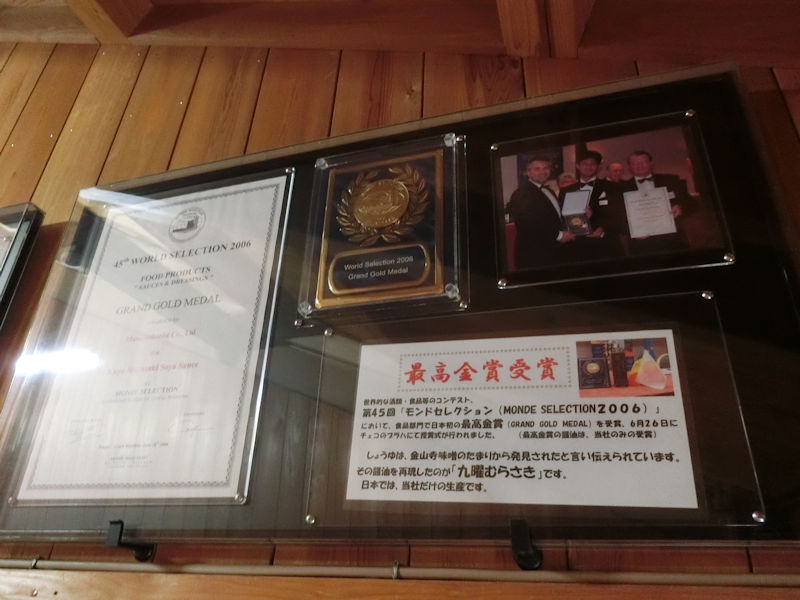 45th WORLD SELECTION 2006
FOOD PRODUCTS
"SAUCES & DRESSINGS"
GRAND GOLD MEDAL
Co., Ltd
Soya Sauce
MONDE SELECTION
World Selection 2006
Grand Gold Medal
最高金賞受賞
世界的な酒類・食品等のコンテスト、
第45回「モンドセレクション(MONDE SELECTION2006)」
において、食品部門で日本初の最高金賞(GRAND GOLD MEDAL)を受賞、6月26日に
チェコのプラハにて授賞式が行われました。 (最高金賞の醤油は、当社のみの受賞)
しょうゆは、金山寺味噌のたまりから発見されたと言い伝えられています。
その醤油を再現したのが「九曜むらさき」です。
日本では、当社だけの生産です。